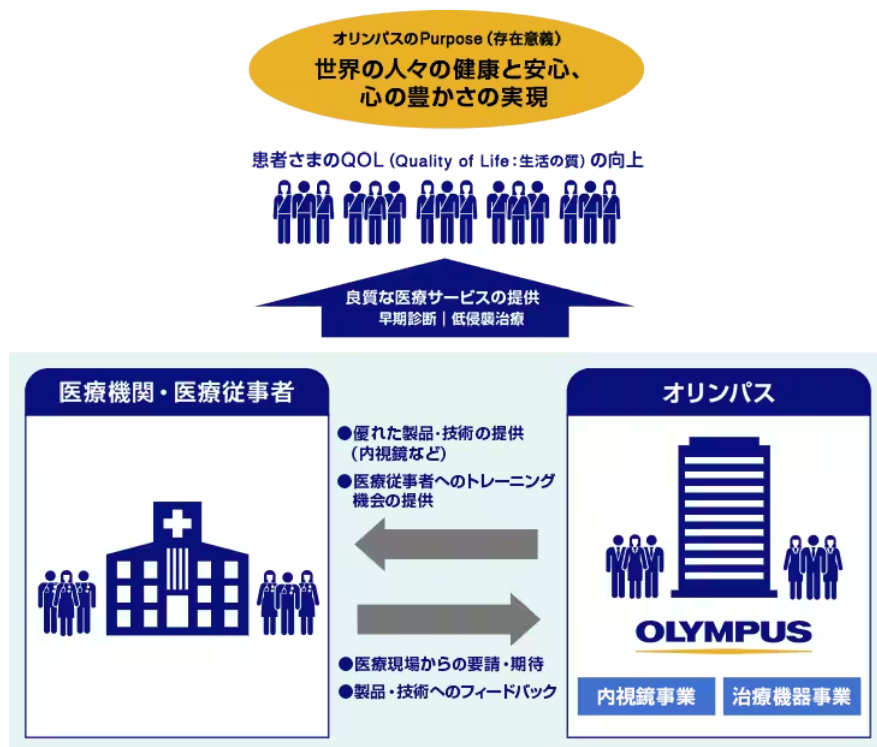 オリンパスのPurpose（存在意義）
世界の人々の健康と安心、
心の豊かさの実現
患者さまのQOL（Quality of Life：生活の質）の向上
良質な医療サービスの提供
早期診断｜低侵襲治療
医療機関・医療従事者
●優れた製品・技術の提供
（内視鏡など）
●医療従事者へのトレーニング
機会の提供
●医療現場からの要請・期待
●製品・技術へのフィードバック
オリンパス
OLYMPUS
内視鏡事業
治療機器事業